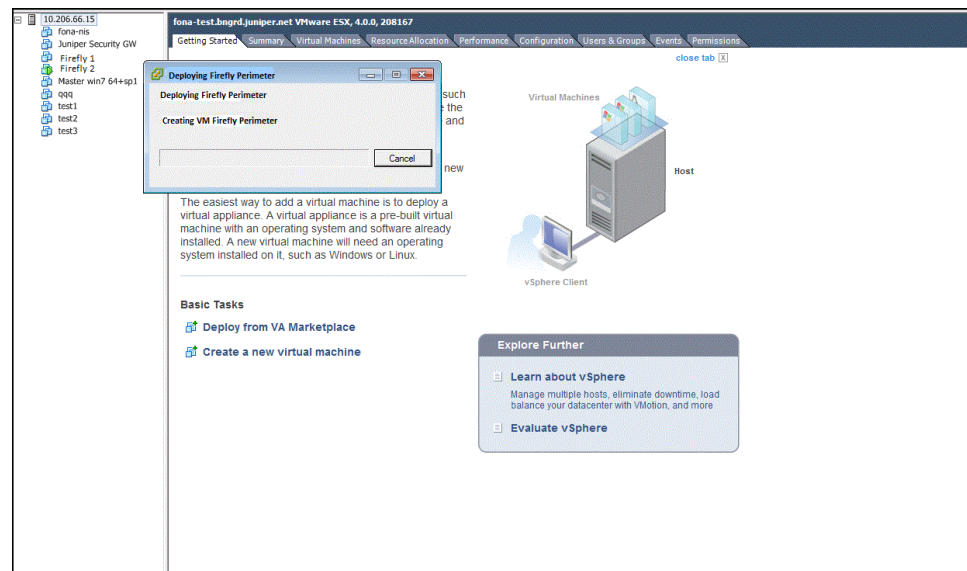 10.206.66.15
fona-nis
Juniper Security GW
Firefly 1
Firefly 2
Master win7 64+sp1
qqq
test1
test2
test3
fona-test.bngrd.juniper.net VMware ESX, 4.0.0, 208167
Getting Started Summary Virtual Machines Resource Allocation Performance Configuration Users & Groups Events Permissions
close tab X
Deploying Firefly Perimeter
Deploying Firefly Perimeter
Creating VM Firefly Perimeter
Cancel
such
the
and
new
The easiest way to add a virtual machine is to deploy a
virtual appliance. A virtual appliance is a pre-built virtual
machine with an operating system and software already
installed. A new virtual machine will need an operating
system installed on it, such as Windows or Linux.
Basic Tasks
Deploy from VA Marketplace
Create a new virtual machine
Virtual Machines
Host
vSphere Client
Explore Further
Learn about vSphere
Manage multiple hosts, eliminate downtime, load
balance your datacenter with VMotion, and more
Evaluate vSphere